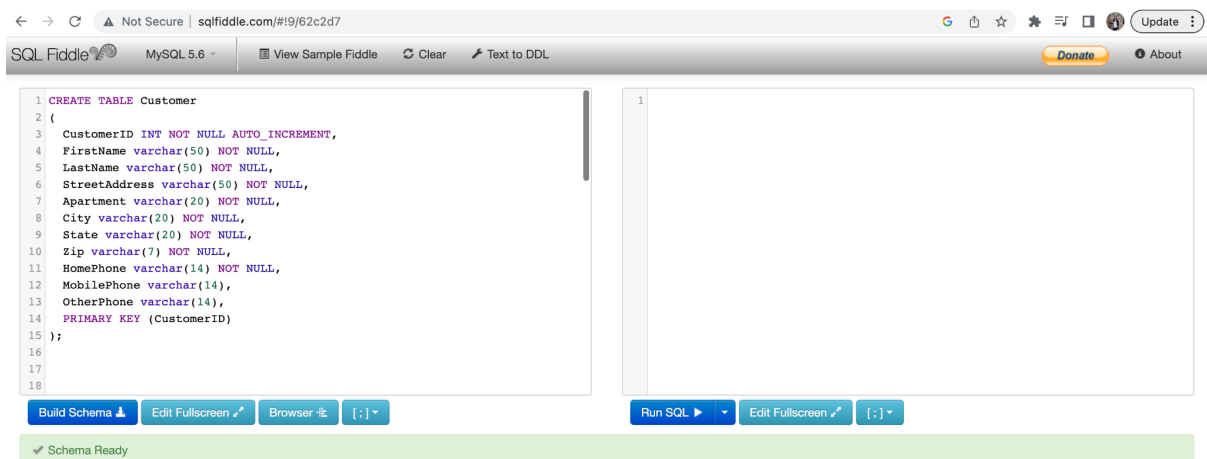 Not Secure | sqlfiddle.com/#!9/62c2d7
Update
SQL Fiddle
MySQL 5.6
View Sample Fiddle
Clear
Text to DDL
Donate
About
1 CREATE TABLE Customer
2 (
3 CustomerID INT NOT NULL AUTO_INCREMENT,
4 FirstName varchar(50) NOT NULL,
5 LastName varchar(50) NOT NULL,
6 StreetAddress varchar(50) NOT NULL,
7 Apartment varchar(20) NOT NULL,
8 City varchar(20) NOT NULL,
9 State varchar(20) NOT NULL,
10 Zip varchar(7) NOT NULL,
11 HomePhone varchar(14) NOT NULL,
12 MobilePhone varchar(14),
13 OtherPhone varchar(14),
14 PRIMARY KEY (CustomerID)
15 );
16
17
18
1
Build Schema
Edit Fullscreen
Browser
[ ; ]
Run SQL
Edit Fullscreen
[ ; ]
Schema Ready